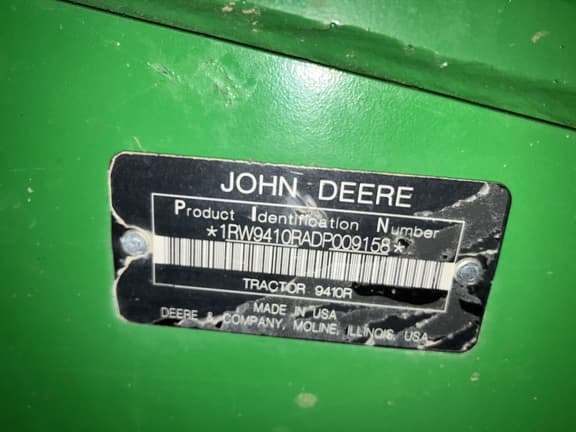 JOHN DEERE
Product Identification Number
*1RW9410RADP009158*
TRACTOR 9410R
MADE IN USA
DEERE & COMPANY, MOLINE, ILLINOIS, USA